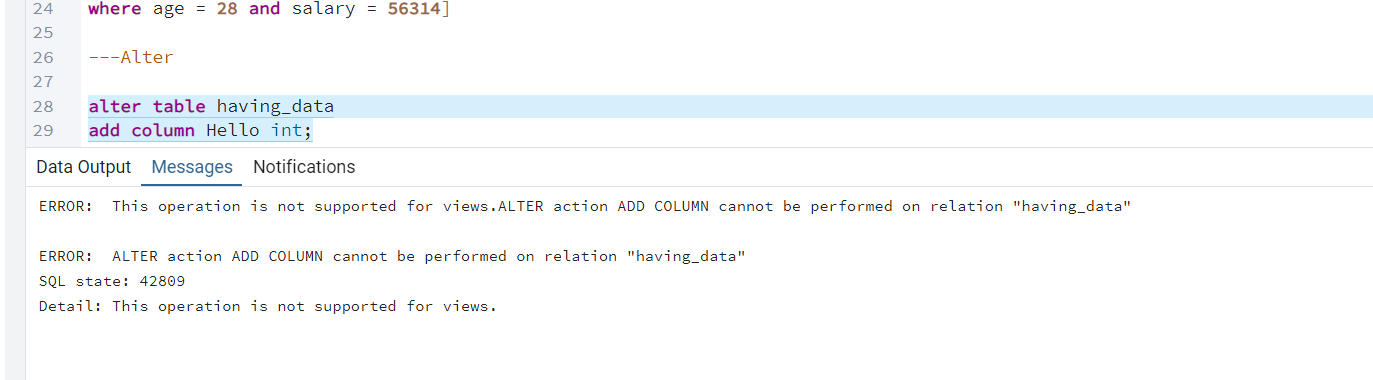 24 where age = 28 and salary = 56314]
25
26 ---Alter
27
28 alter table having_data
29 add column Hello int;
Data Output Messages Notifications
ERROR:  This operation is not supported for views.ALTER action ADD COLUMN cannot be performed on relation "having_data"
ERROR:  ALTER action ADD COLUMN cannot be performed on relation "having_data"
SQL state: 42809
Detail: This operation is not supported for views.